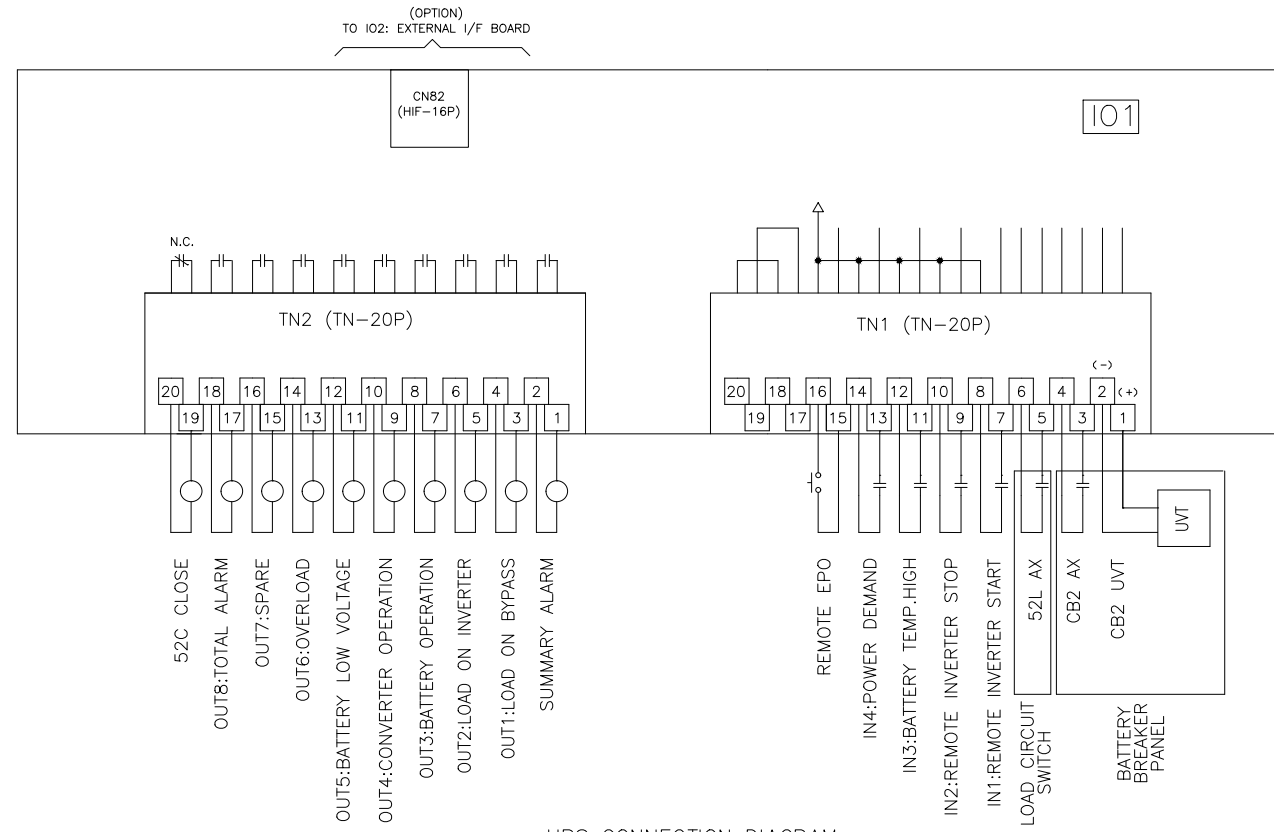 (OPTION)
TO IO2: EXTERNAL I/F BOARD
CN82
(HIF-16P)
IO1
N.C.
TN2 (TN-20P)
TN1 (TN-20P)
(-)
(+)
20 18 16 14 12 10 8 6 4 2
19 17 15 13 11 9 7 5 3 1
20 18 16 14 12 10 8 6 4 2
19 17 15 13 11 9 7 5 3 1
UVT
52C CLOSE
OUT8:TOTAL ALARM
OUT7:SPARE
OUT6:OVERLOAD
OUT5:BATTERY LOW VOLTAGE
OUT4:CONVERTER OPERATION
OUT3:BATTERY OPERATION
OUT2:LOAD ON INVERTER
OUT1:LOAD ON BYPASS
SUMMARY ALARM
REMOTE EPO
IN4:POWER DEMAND
IN3:BATTERY TEMP.HIGH
IN2:REMOTE INVERTER STOP
IN1:REMOTE INVERTER START
52L AX
LOAD CIRCUIT
SWITCH
CB2 AX
CB2 UVT
BATTERY
BREAKER
PANEL